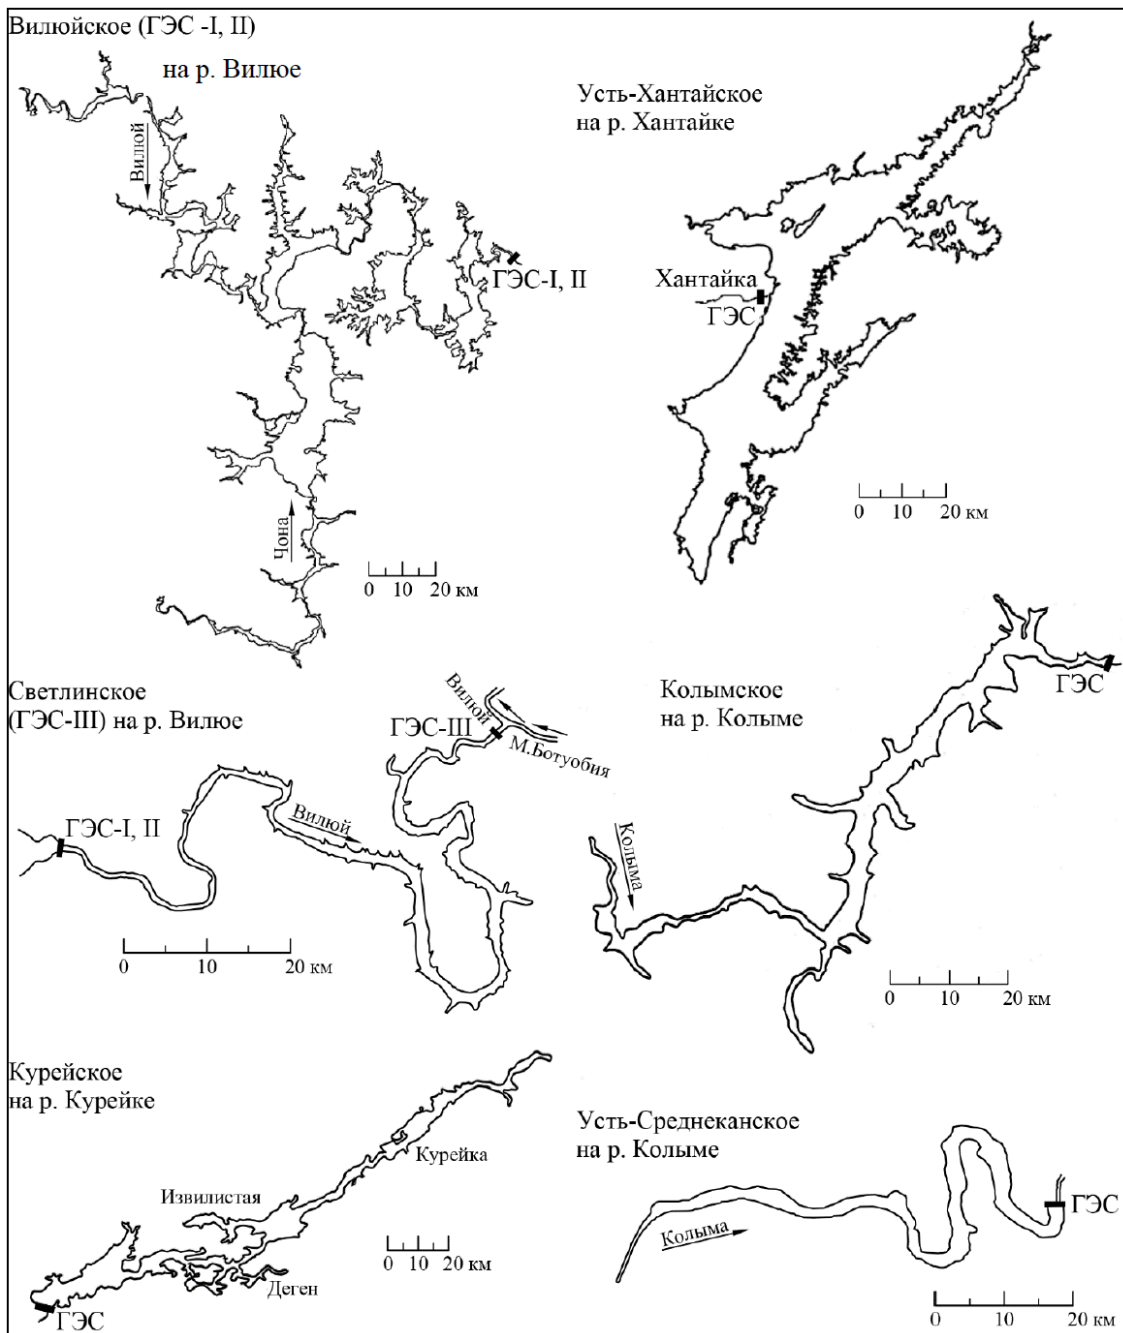 Вилюйское (ГЭС -I, II)
на р. Вилюе
Вилюй
ГЭС-I, II
Чона
0 10 20 км
Усть-Хантайское
на р. Хантайке
Хантайка
ГЭС
0 10 20 км
Светлинское
(ГЭС-III) на р. Вилюе
Вилюй
ГЭС-III
М.Ботуобия
ГЭС-I, II
Вилюй
0 10 20 км
Колымское
на р. Колыме
ГЭС
Колыма
0 10 20 км
Курейское
на р. Курейке
Курейка
Извилистая
Деген
ГЭС
0 10 20 км
Усть-Среднеканское
на р. Колыме
ГЭС
Колыма
0 10 20 км